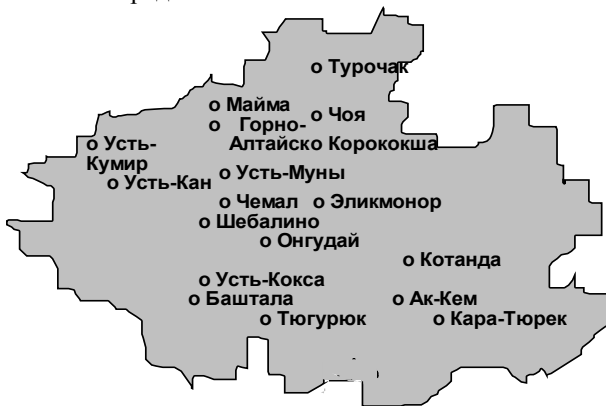 о Турочак
о Майма
о Горно-
о Чоя
Алтайско Корококша
о Усть-
Кумир
о Усть-Кан
о Усть-Муны
о Чемал
о Эликмонор
о Шебалино
о Онгудай
о Котанда
о Усть-Кокса
о Баштала
о Ак-Кем
о Тюгурюк
о Кара-Тюрек